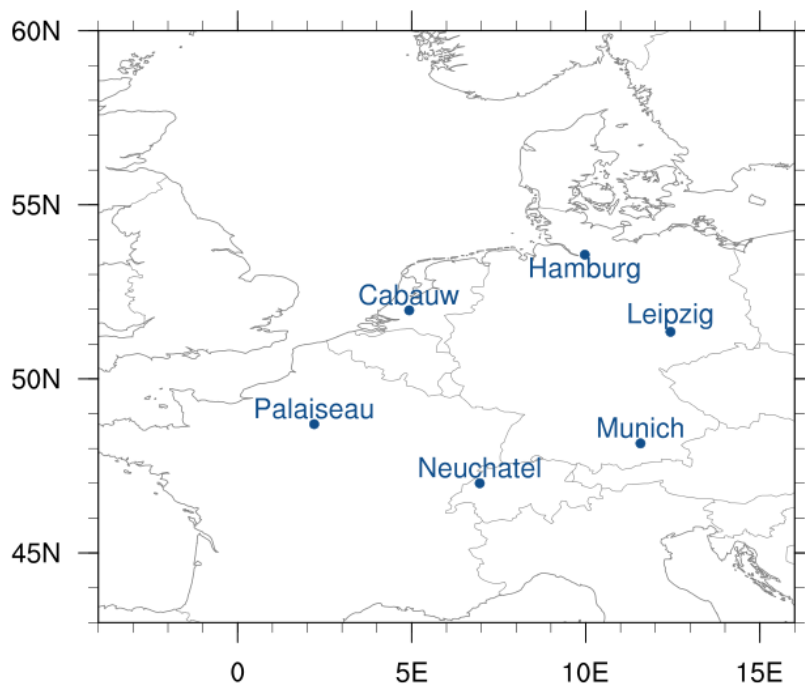 60N
55N
Hamburg
Cabauw
Leipzig
50N
Palaiseau
Munich
Neuchatel
45N
0
5E
10E
15E